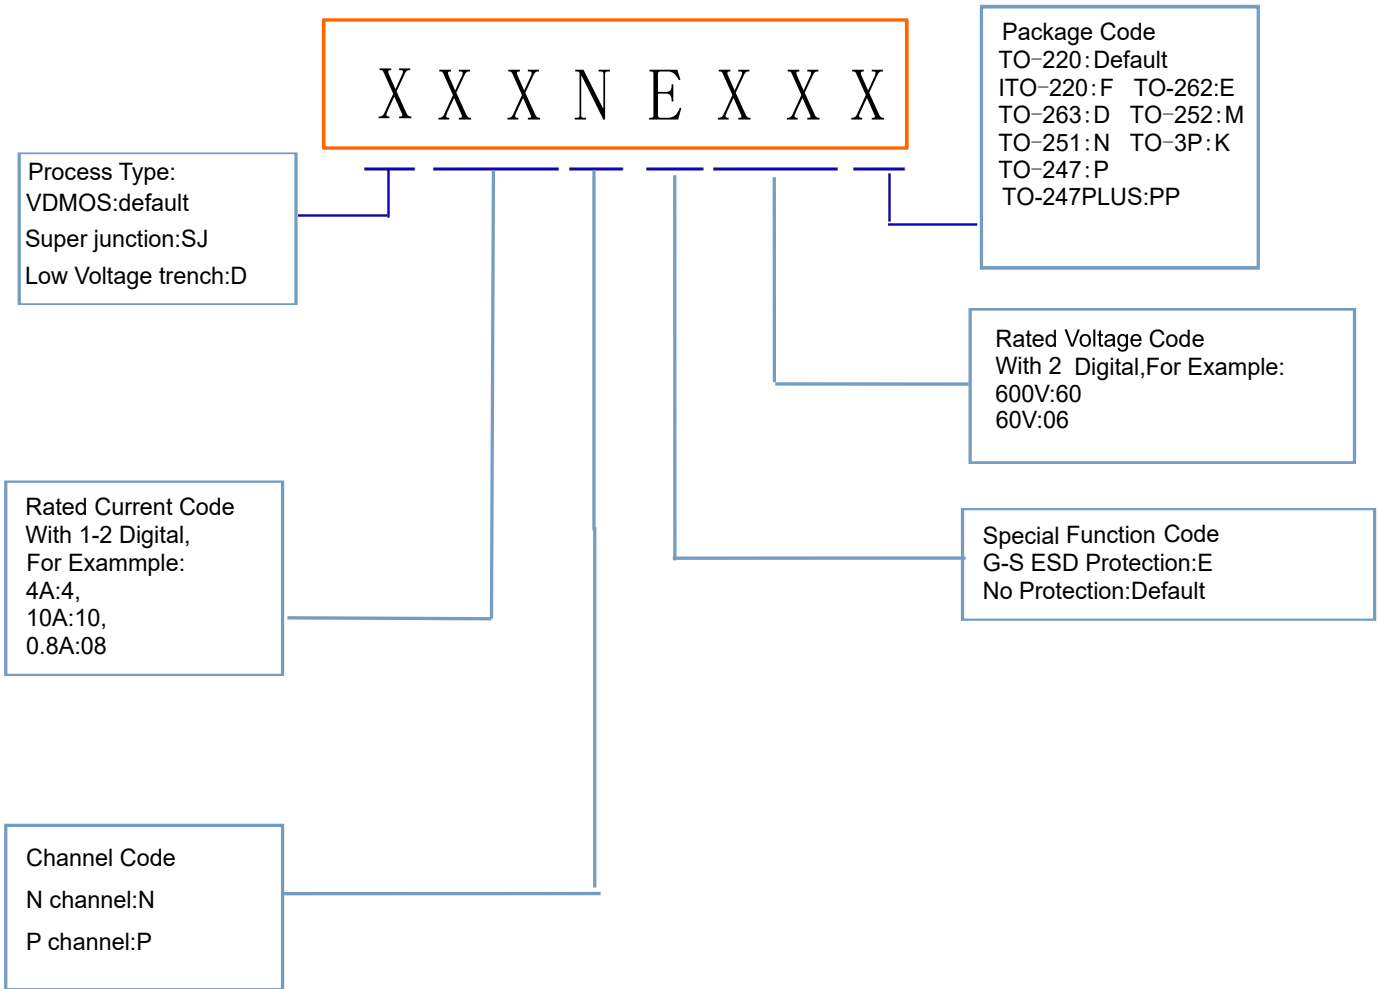 X X X N E X X X
Process Type:
VDMOS:default
Super junction:SJ
Low Voltage trench:D
Package Code
TO-220:Default
ITO-220:F TO-262:E
TO-263:D TO-252:M
TO-251:N TO-3P:K
TO-247:P
TO-247PLUS:PP
Rated Voltage Code
With 2 Digital,For Example:
600V:60
60V:06
Rated Current Code
With 1-2 Digital,
For Exammple:
4A:4,
10A:10,
0.8A:08
Special Function Code
G-S ESD Protection:E
No Protection:Default
Channel Code
N channel:N
P channel:P